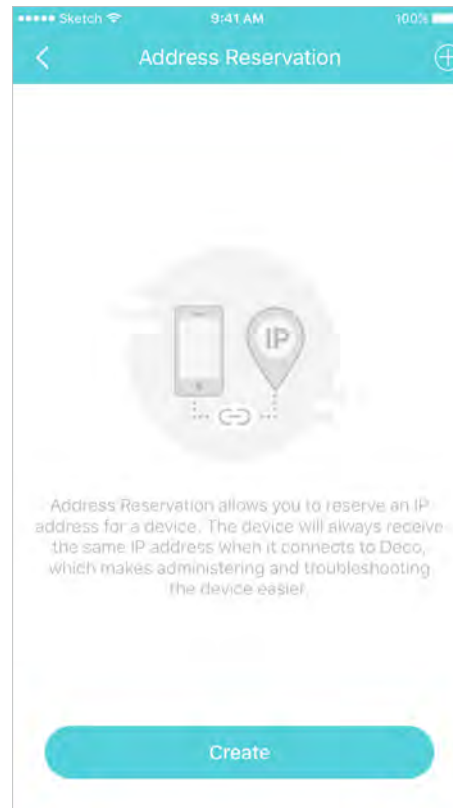 Sketch 9:41 AM 100%
Address Reservation
IP
Address Reservation allows you to reserve an IP
address for a device. The device will always receive
the same IP address when it connects to Deco,
which makes administering and troubleshooting
the device easier.
Create